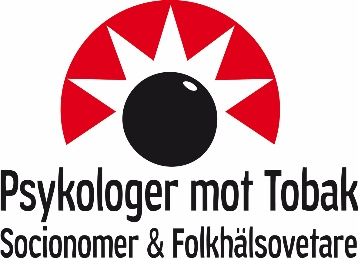 Psykologer mot Tobak
Socionomer & Folkhälsovetare